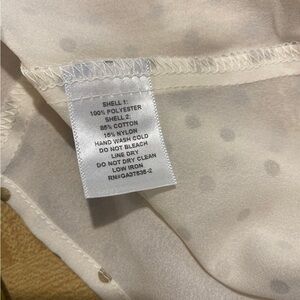 SHELL 1:
100% POLYESTER
SHELL 2:
85% COTTON
15% NYLON
HAND WASH COLD
DO NOT BLEACH
LINE DRY
DO NOT DRY CLEAN
LOW IRON
RN#GA37535-2